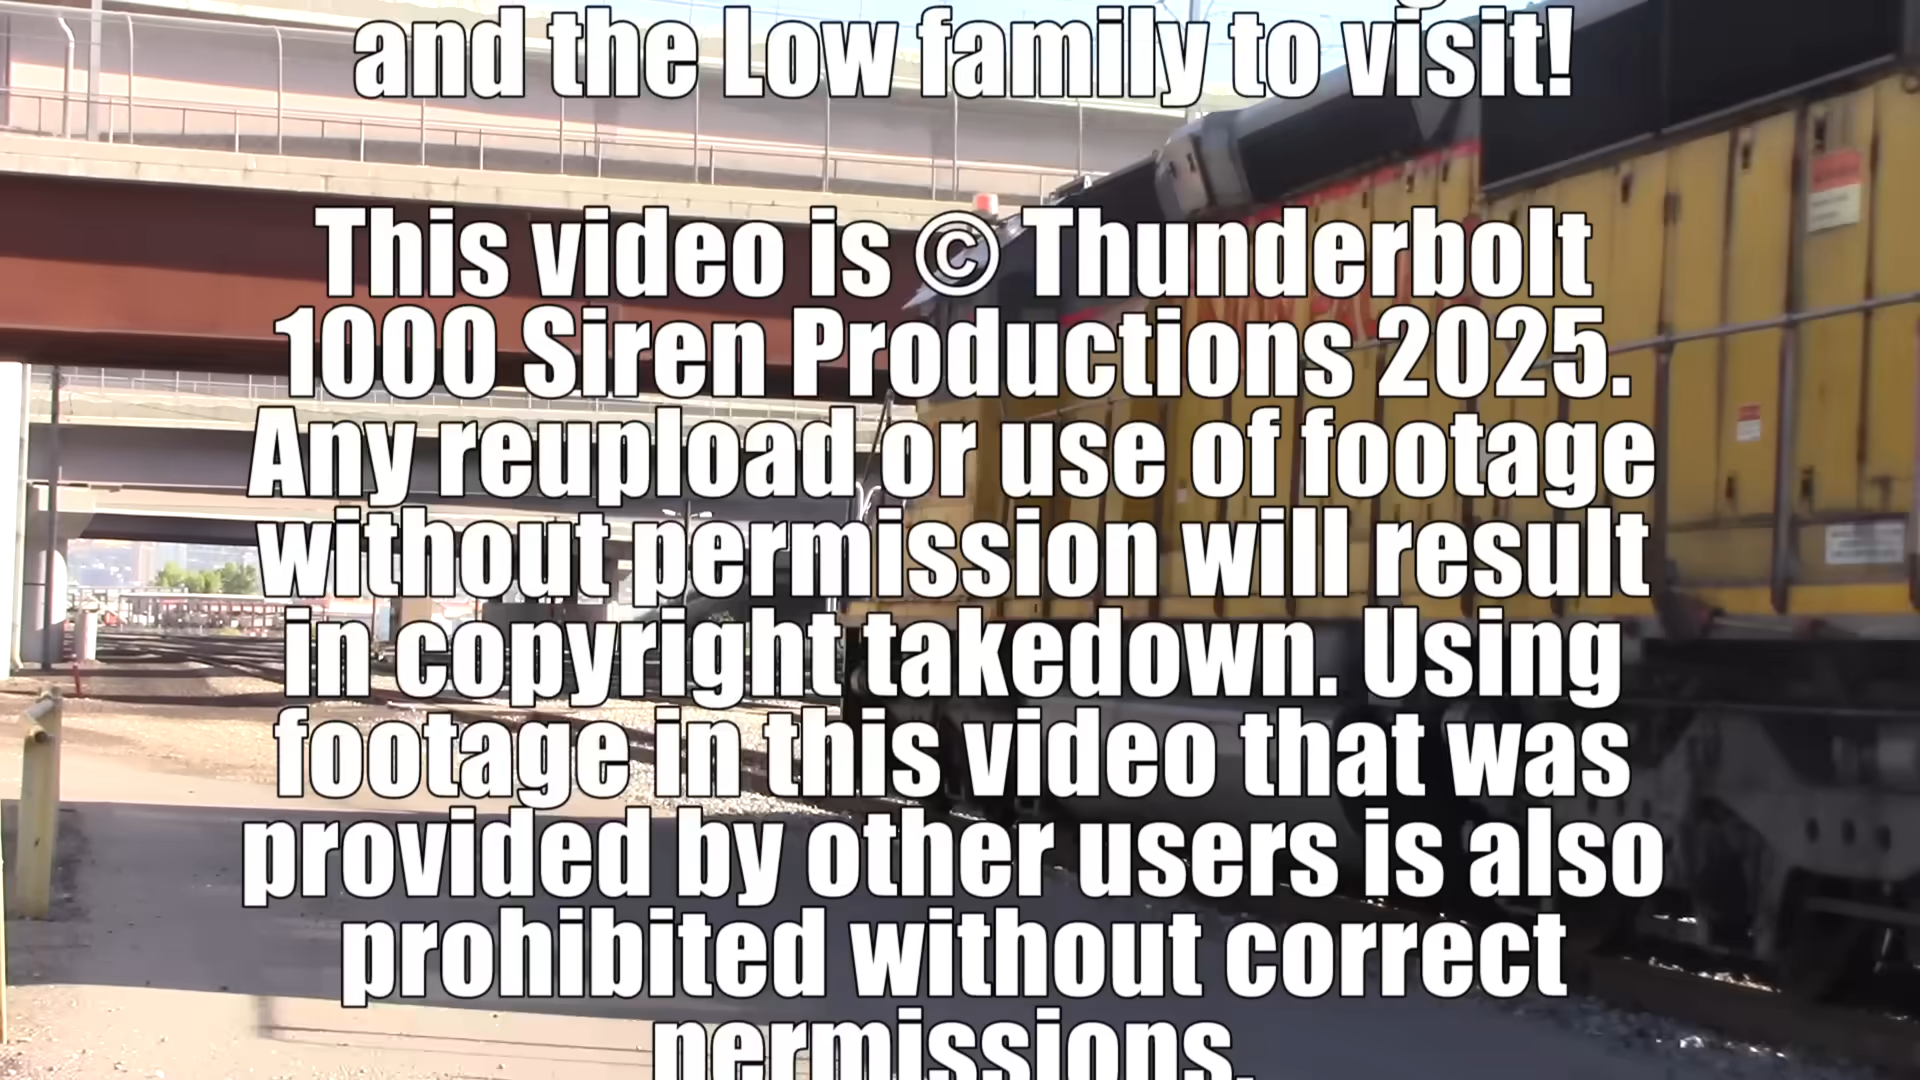 and the Low family to visit!
This video is © Thunderbolt
1000 Siren Productions 2025.
Any reupload or use of footage
without permission will result
in copyright takedown. Using
footage in this video that was
provided by other users is also
prohibited without correct
permissions.